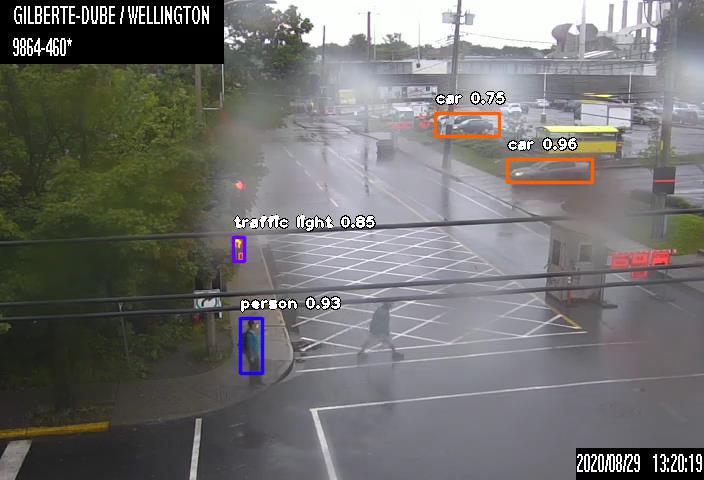 GILBERTE-DUBE / WELLINGTON
9864-460*
car 0.75
car 0.96
traffic light 0.85
person 0.93
2020/08/29 13:20:19